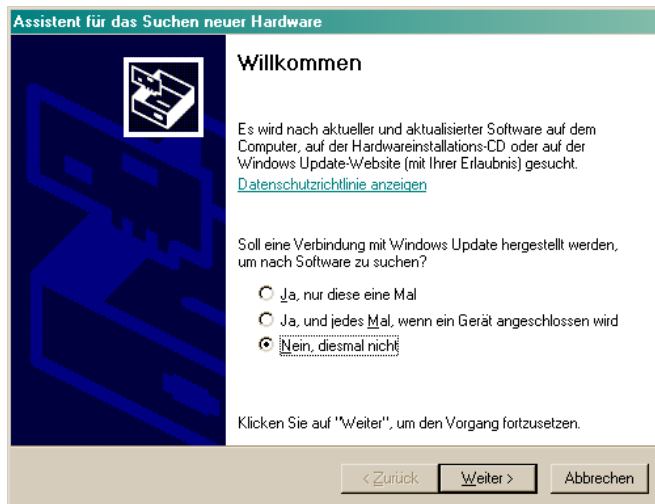 Assistent für das Suchen neuer Hardware
Willkommen
Es wird nach aktueller und aktualisierter Software auf dem
Computer, auf der Hardwareinstallations-CD oder auf der
Windows Update-Website (mit Ihrer Erlaubnis) gesucht.
Datenschutzrichtlinie anzeigen
Soll eine Verbindung mit Windows Update hergestellt werden,
um nach Software zu suchen?
Ja, nur diese eine Mal
Ja, und jedes Mal, wenn ein Gerät angeschlossen wird
Nein, diesmal nicht
Klicken Sie auf "Weiter", um den Vorgang fortzusetzen.
< Zurück Weiter > Abbrechen